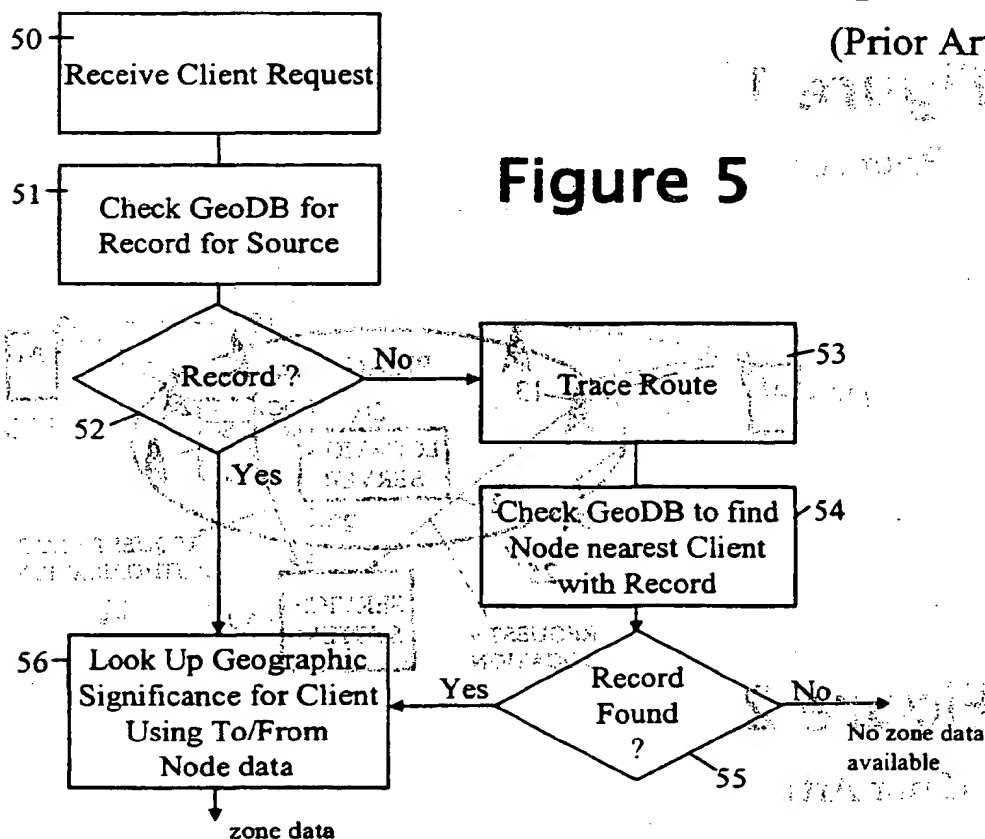 (Prior Ar
50
Receive Client Request
Figure 5
51
Check GeoDB for
Record for Source
Record ?
No
52
Yes
53
Trace Route
Check GeoDB to find
Node nearest Client
with Record
54
56
Look Up Geographic
Significance for Client
Using To/From
Node data
Yes
Record
Found
?
No
55
No zone data
available
zone data